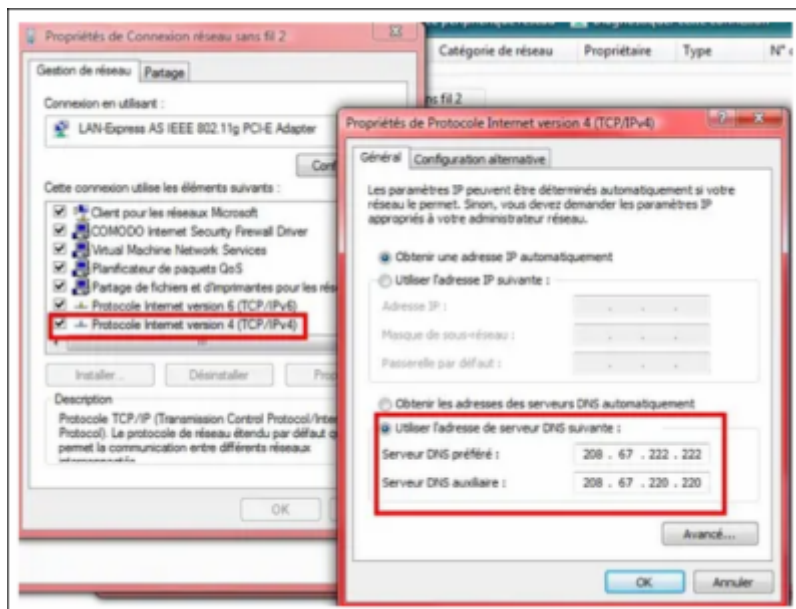 Propriétés de Connexion réseau sans fil 2
Gestion de réseau Partage
Connexion en utilisant :
LAN-Express AS IEEE 802.11g PCI-E Adapter
Conf
Cette connexion utilise les éléments suivants :
Client pour les réseaux Microsoft
COMODO Internet Security Firewall Driver
Virtual Machine Network Services
Planificateur de paquets QoS
Partage de fichiers et d'imprimantes pour les rés
Protocole Internet version 6 (TCP/IPv6)
Protocole Internet version 4 (TCP/IPv4)
Installer... Désinstaller Prop
Description
Protocole TCP/IP (Transmission Control Protocol/Inter
Protocol). Le protocole de réseau étendu par défaut q
permet la communication entre différents réseaux
OK
Catégorie de réseau Propriétaire Type N°
ns fil 2
Propriétés de Protocole Internet version 4 (TCP/IPv4)
Général Configuration alternative
Les paramètres IP peuvent être déterminés automatiquement si votre
réseau le permet. Sinon, vous devez demander les paramètres IP
appropriés à votre administrateur réseau.
Obtenir une adresse IP automatiquement
Utiliser l'adresse IP suivante :
Adresse IP :
Masque de sous-réseau :
Passerelle par défaut :
Obtenir les adresses des serveurs DNS automatiquement
Utiliser l'adresse de serveur DNS suivante :
Serveur DNS préféré : 208 . 67 . 222 . 222
Serveur DNS auxiliaire : 208 . 67 . 220 . 220
Avancé...
OK Annuler